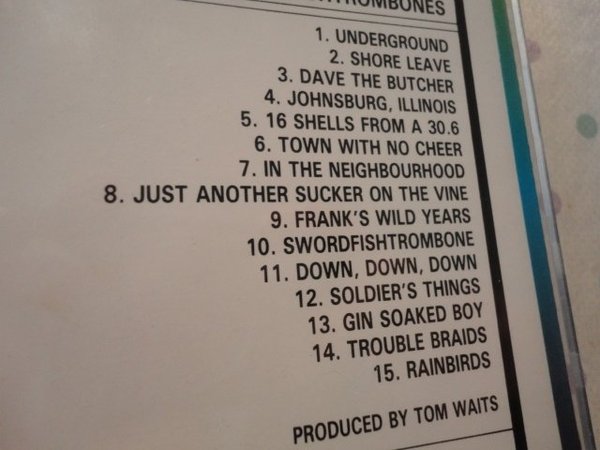 1. UNDERGROUND
2. SHORE LEAVE
3. DAVE THE BUTCHER
4. JOHNSBURG, ILLINOIS
5. 16 SHELLS FROM A 30.6
6. TOWN WITH NO CHEER
7. IN THE NEIGHBOURHOOD
8. JUST ANOTHER SUCKER ON THE VINE
9. FRANK'S WILD YEARS
10. SWORDFISHTROMBONE
11. DOWN, DOWN, DOWN
12. SOLDIER'S THINGS
13. GIN SOAKED BOY
14. TROUBLE BRAIDS
15. RAINBIRDS
PRODUCED BY TOM WAITS